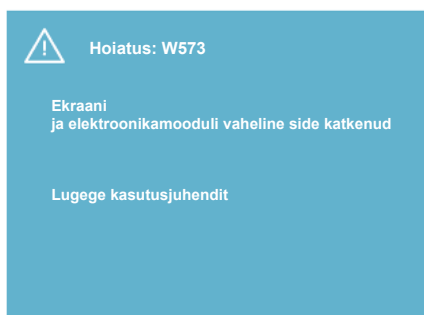 Hoiatus: W573
Ekraani
ja elektroonikamooduli vaheline side katkenud
Lugege kasutusjuhendit